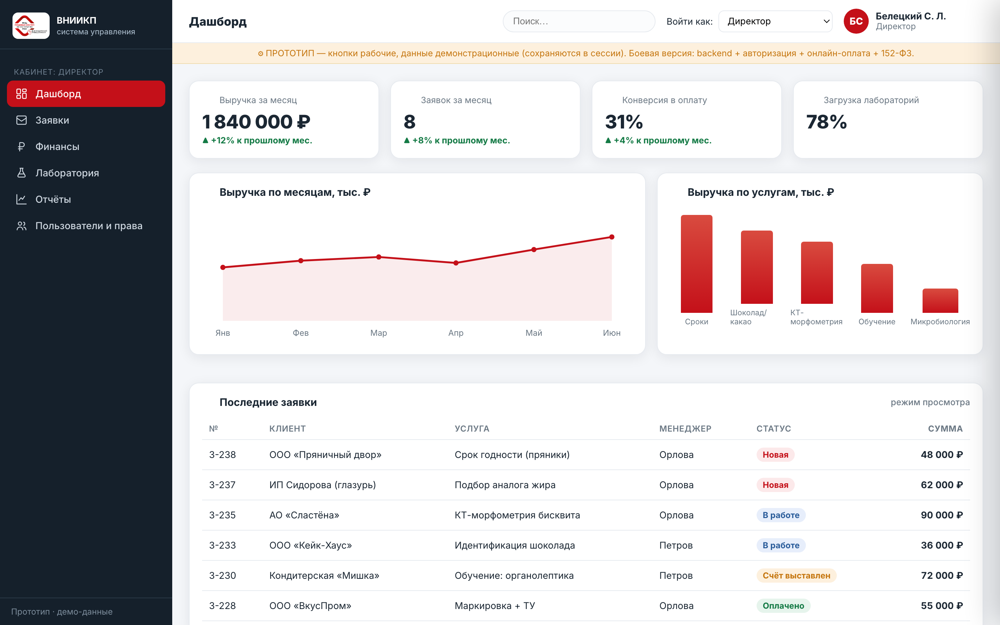 ВНИИКП
система управления
Дашборд
Поиск...
Войти как:
Директор
БС
Белецкий С. Л.
Директор
⚙ ПРОТОТИП — кнопки рабочие, данные демонстрационные (сохраняются в сессии). Боевая версия: backend + авторизация + онлайн-оплата + 152-ФЗ.
КАБИНЕТ: ДИРЕКТОР
Дашборд
Заявки
Финансы
Лаборатория
Отчёты
Пользователи и права
Прототип · демо-данные
Выручка за месяц
1 840 000 ₽
▲ +12% к прошлому мес.
Заявок за месяц
8
▲ +8% к прошлому мес.
Конверсия в оплату
31%
▲ +4% к прошлому мес.
Загрузка лабораторий
78%
Выручка по месяцам, тыс. ₽
Янв Фев Мар Апр Май Июн
Выручка по услугам, тыс. ₽
Сроки
Шоколад/
какао
КТ-
морфометрия
Обучение
Микробиология
Последние заявки
режим просмотра
№ КЛИЕНТ УСЛУГА МЕНЕДЖЕР СТАТУС СУММА
З-238 ООО «Пряничный двор» Срок годности (пряники) Орлова Новая 48 000 ₽
З-237 ИП Сидорова (глазурь) Подбор аналога жира Орлова Новая 62 000 ₽
З-235 АО «Сластёна» КТ-морфометрия бисквита Орлова В работе 90 000 ₽
З-233 ООО «Кейк-Хаус» Идентификация шоколада Петров В работе 36 000 ₽
З-230 Кондитерская «Мишка» Обучение: органолептика Петров Счёт выставлен 72 000 ₽
З-228 ООО «ВкусПром» Маркировка + ТУ Орлова Оплачено 55 000 ₽